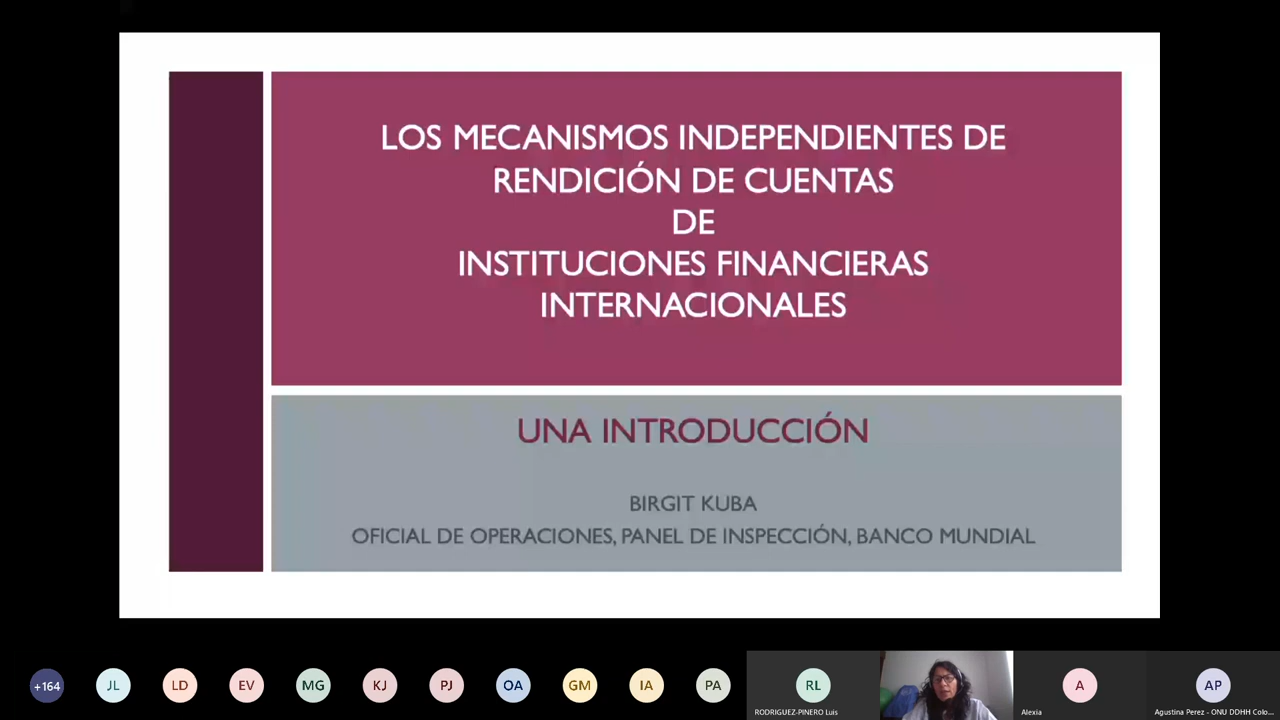 LOS MECANISMOS INDEPENDIENTES DE
RENDICIÓN DE CUENTAS
DE
INSTITUCIONES FINANCIERAS
INTERNACIONALES
UNA INTRODUCCIÓN
BIRGIT KUBA
OFICIAL DE OPERACIONES, PANEL DE INSPECCIÓN, BANCO MUNDIAL
+164
JL
LD
EV
MG
KJ
PJ
OA
GM
IA
PA
RL
A
AP
RODRIGUEZ-PINERO Luis
Alexia
Agustina Perez - ONU DDHH Colo...